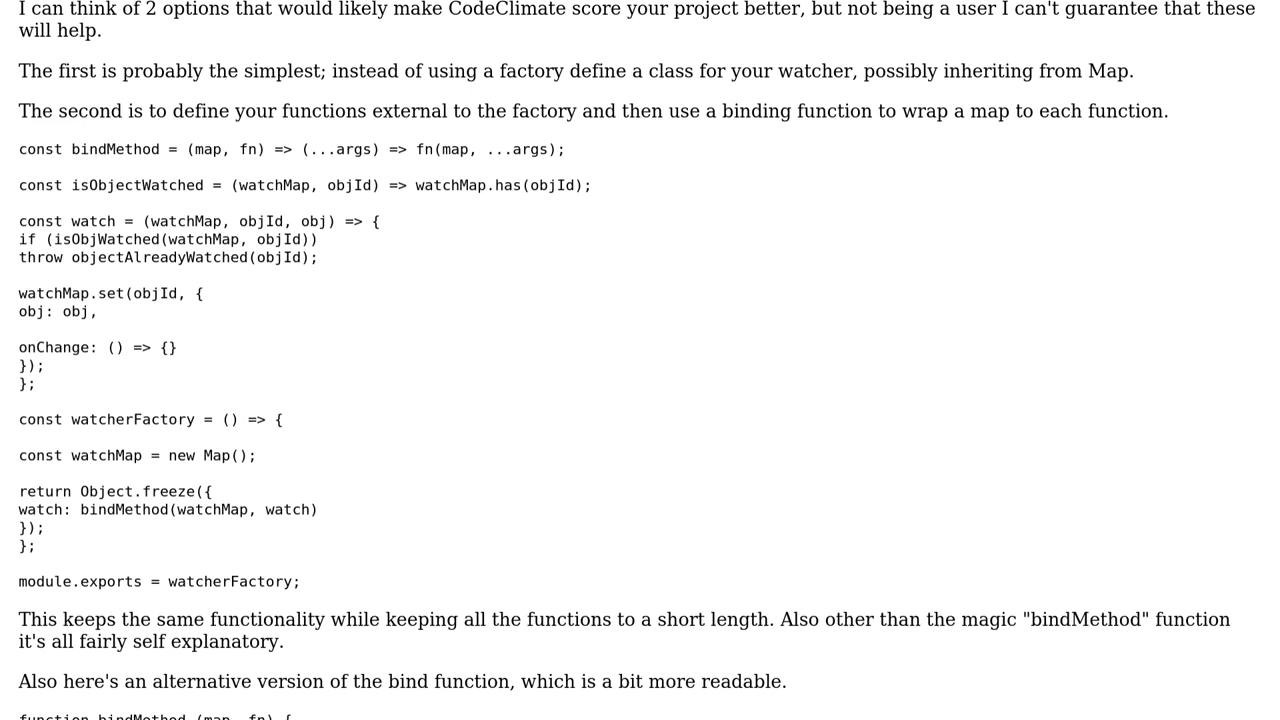 I can think of 2 options that would likely make CodeClimate score your project better, but not being a user I can't guarantee that these
will help.
The first is probably the simplest; instead of using a factory define a class for your watcher, possibly inheriting from Map.
The second is to define your functions external to the factory and then use a binding function to wrap a map to each function.
const bindMethod = (map, fn) => (...args) => fn(map, ...args);
const isObjectWatched = (watchMap, objId) => watchMap.has(objId);
const watch = (watchMap, objId, obj) => {
if (isObjWatched(watchMap, objId))
throw objectAlreadyWatched(objId);
watchMap.set(objId, {
obj: obj,
onChange: () => {}
});
};
const watcherFactory = () => {
const watchMap = new Map();
return Object.freeze({
watch: bindMethod(watchMap, watch)
});
};
module.exports = watcherFactory;
This keeps the same functionality while keeping all the functions to a short length. Also other than the magic "bindMethod" function
it's all fairly self explanatory.
Also here's an alternative version of the bind function, which is a bit more readable.
function bindMethod (map, fn) {